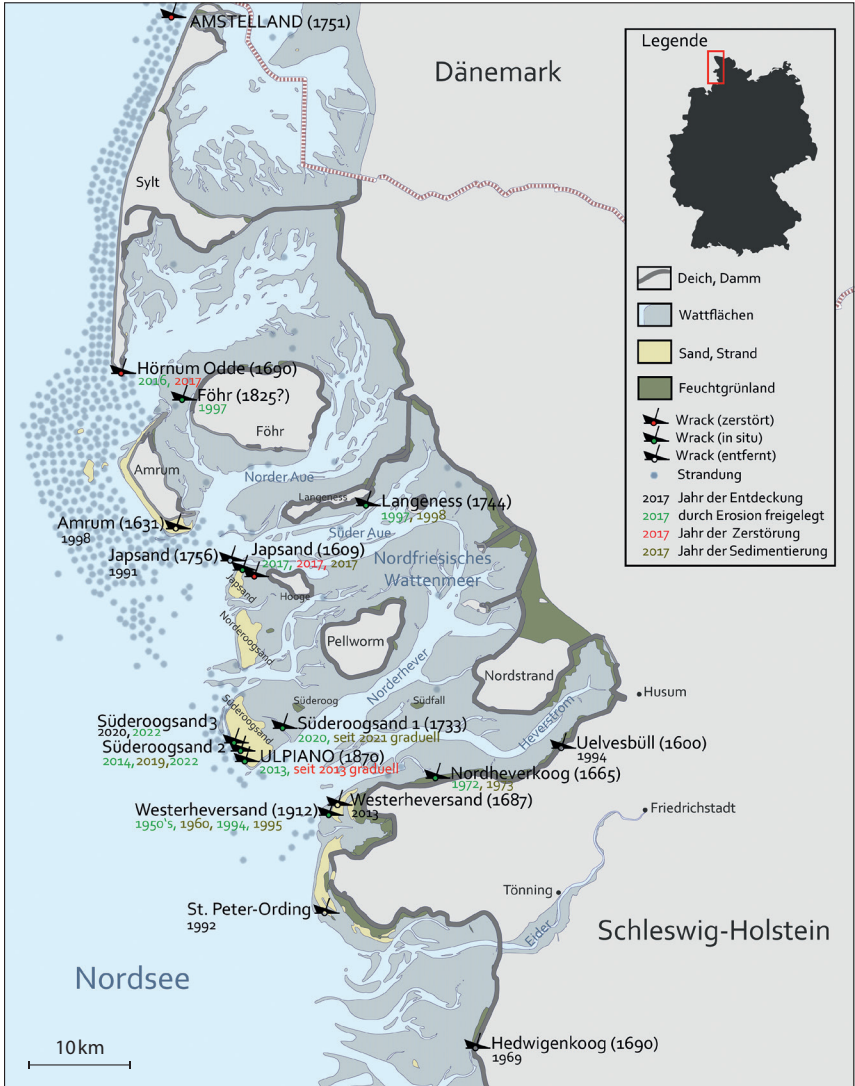 AMSTELLAND (1751)
Dänemark
Legende
Sylt
Deich, Damm
Wattflächen
Sand, Strand
Feuchtgrünland
Wrack (zerstört)
Wrack (in situ)
Wrack (entfernt)
Strandung
2017 Jahr der Entdeckung
2017 durch Erosion freigelegt
2017 Jahr der Zerstörung
2017 Jahr der Sedimentierung
Hörnum Odde (1690)
2016, 2017
Föhr (1825?)
1997
Föhr
Amrum
Norder Aue
Langeness
Langeness (1744)
1997, 1998
Amrum (1631)
1998
Süder Aue
Japsand (1756)
1991
Japsand (1609)
2017, 2017, 2017
Nordfriesisches
Wattenmeer
Japsand
Hooge
Norderoogsand
Pellworm
Nordstrand
Norderhever
Husum
Süderoogsand
Süderoog
Südfall
Heverstrom
Süderoogsand 3
2020, 2022
Süderoogsand 1 (1733)
2020, seit 2021 graduell
Süderoogsand 2
2014, 2019, 2022
ULPIANO (1870)
2013, seit 2013 graduell
Uelvesbüll (1600)
1994
Nordheverkoog (1665)
1972, 1973
Westerheversand (1687)
2013
Westerheversand (1912)
1950's, 1960, 1994, 1995
Friedrichstadt
Tönning
St. Peter-Ording
1992
Eider
Schleswig-Holstein
Nordsee
10 km
Hedwigenkoog (1690)
1969